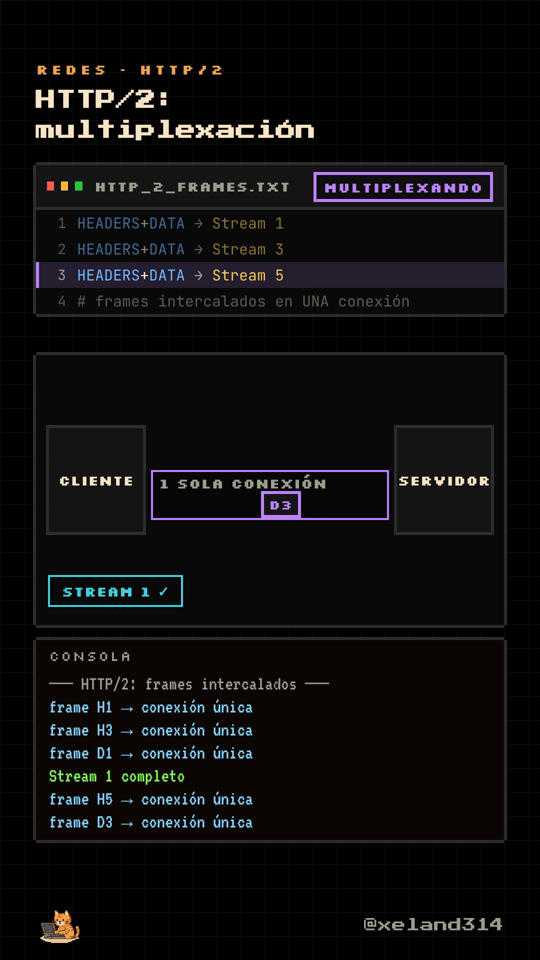 REDES · HTTP/2
HTTP/2:
multiplexación
HTTP_2_FRAMES.TXT
MULTIPLEXANDO
1 HEADERS+DATA → Stream 1
2 HEADERS+DATA → Stream 3
3 HEADERS+DATA → Stream 5
4 # frames intercalados en UNA conexión
CLIENTE
1 SOLA CONEXIÓN
D3
SERVIDOR
STREAM 1 ✓
CONSOLA
── HTTP/2: frames intercalados ──
frame H1 → conexión única
frame H3 → conexión única
frame D1 → conexión única
Stream 1 completo
frame H5 → conexión única
frame D3 → conexión única
@xeland314